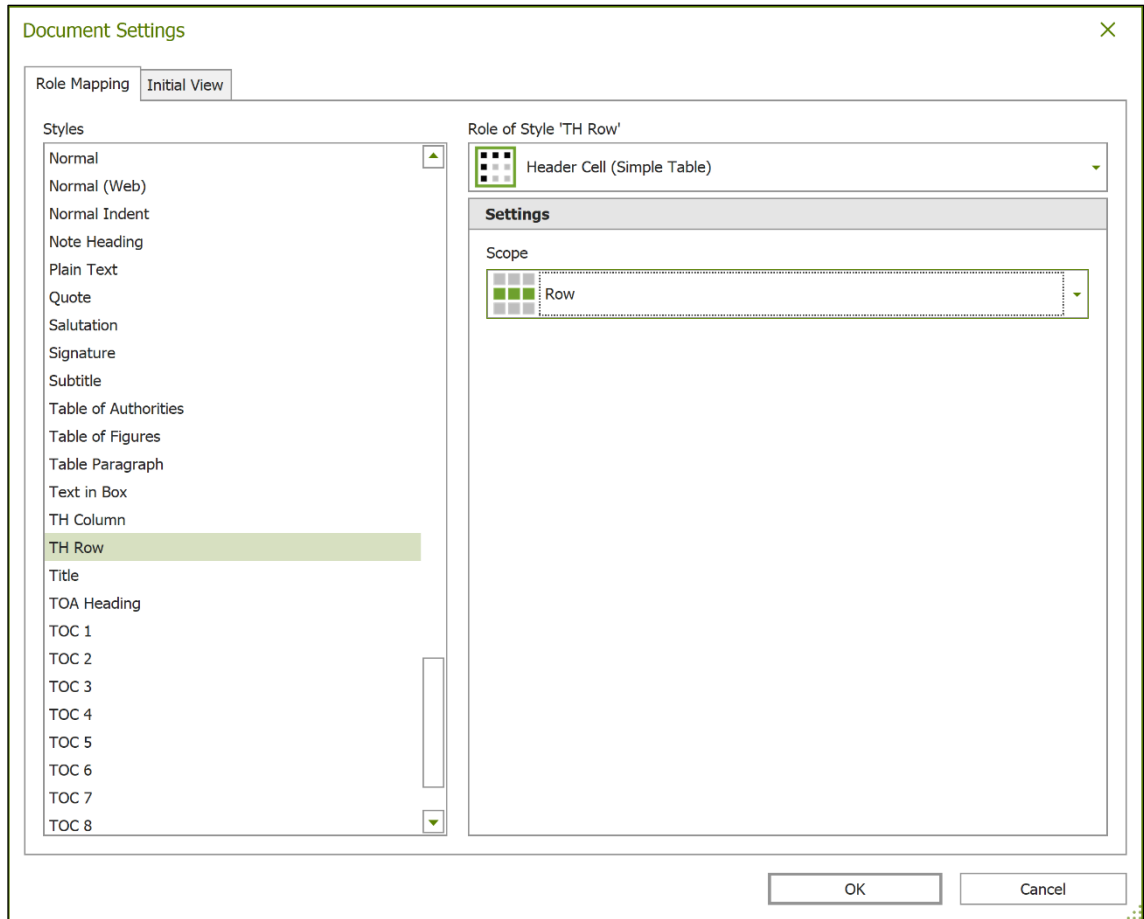 Document Settings
Role Mapping
Initial View
Styles
Normal
Normal (Web)
Normal Indent
Note Heading
Plain Text
Quote
Salutation
Signature
Subtitle
Table of Authorities
Table of Figures
Table Paragraph
Text in Box
TH Column
TH Row
Title
TOA Heading
TOC 1
TOC 2
TOC 3
TOC 4
TOC 5
TOC 6
TOC 7
TOC 8
Role of Style 'TH Row'
Header Cell (Simple Table)
Settings
Scope
Row
OK
Cancel